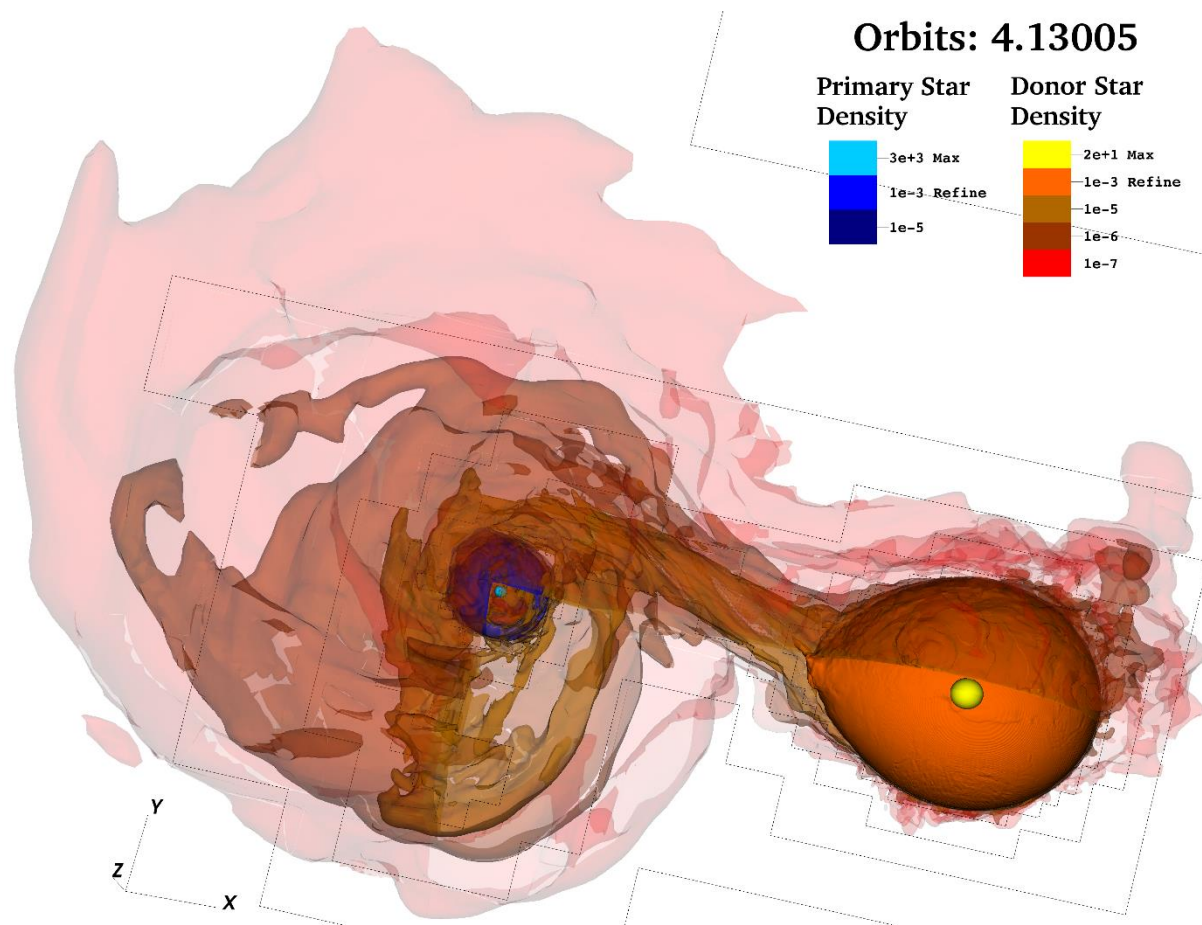 Orbits: 4.13005
Primary Star
Density
3e+3 Max
1e-3 Refine
1e-5
Donor Star
Density
2e+1 Max
1e-3 Refine
1e-5
1e-6
1e-7
Y
Z
X